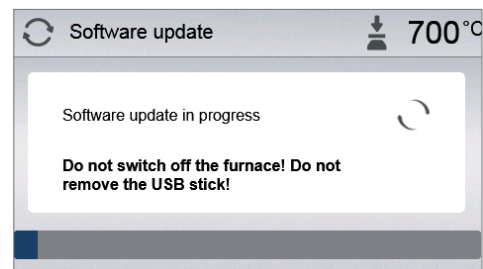 Software update 700°C
Software update in progress
Do not switch off the furnace! Do not
remove the USB stick!